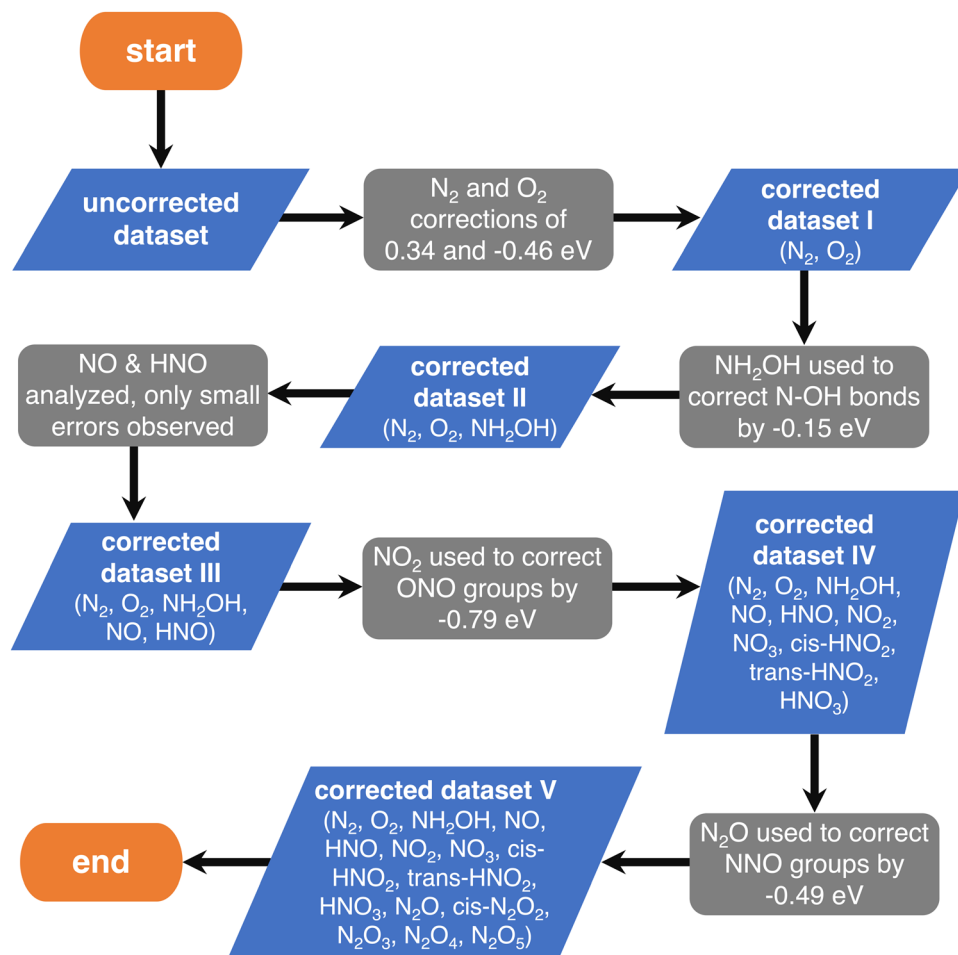 start
uncorrected
dataset
N₂ and O₂
corrections of
0.34 and -0.46 eV
corrected
dataset I
(N₂, O₂)
NH₂OH used to
correct N-OH bonds
by -0.15 eV
corrected
dataset II
(N₂, O₂, NH₂OH)
NO & HNO
analyzed, only small
errors observed
corrected
dataset III
(N₂, O₂, NH₂OH,
NO, HNO)
NO₂ used to correct
ONO groups by
-0.79 eV
corrected
dataset IV
(N₂, O₂, NH₂OH,
NO, HNO, NO₂,
NO₃, cis-HNO₂,
trans-HNO₂,
HNO₃)
N₂O used to correct
NNO groups by
-0.49 eV
corrected dataset V
(N₂, O₂, NH₂OH, NO,
HNO, NO₂, NO₃, cis-
HNO₂, trans-HNO₂,
HNO₃, N₂O, cis-N₂O₂,
N₂O₃, N₂O₄, N₂O₅)
end